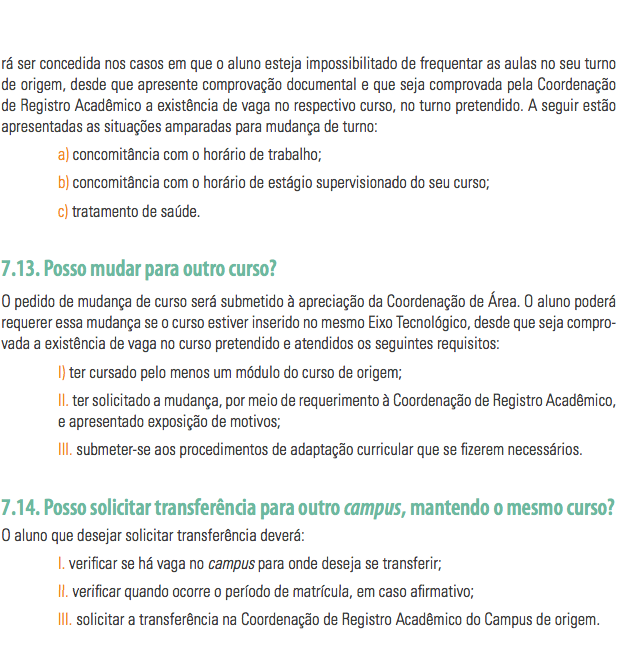 rá ser concedida nos casos em que o aluno esteja impossibilitado de frequentar as aulas no seu turno
de origem, desde que apresente comprovação documental e que seja comprovada pela Coordenação
de Registro Acadêmico a existência de vaga no respectivo curso, no turno pretendido. A seguir estão
apresentadas as situações amparadas para mudança de turno:
a) concomitância com o horário de trabalho;
b) concomitância com o horário de estágio supervisionado do seu curso;
c) tratamento de saúde.
7.13. Posso mudar para outro curso?
O pedido de mudança de curso será submetido à apreciação da Coordenação de Área. O aluno poderá
requerer essa mudança se o curso estiver inserido no mesmo Eixo Tecnológico, desde que seja compro-
vada a existência de vaga no curso pretendido e atendidos os seguintes requisitos:
I) ter cursado pelo menos um módulo do curso de origem;
II. ter solicitado a mudança, por meio de requerimento à Coordenação de Registro Acadêmico,
e apresentado exposição de motivos;
III. submeter-se aos procedimentos de adaptação curricular que se fizerem necessários.
7.14. Posso solicitar transferência para outro campus, mantendo o mesmo curso?
O aluno que desejar solicitar transferência deverá:
I. verificar se há vaga no campus para onde deseja se transferir;
II. verificar quando ocorre o período de matrícula, em caso afirmativo;
III. solicitar a transferência na Coordenação de Registro Acadêmico do Campus de origem.